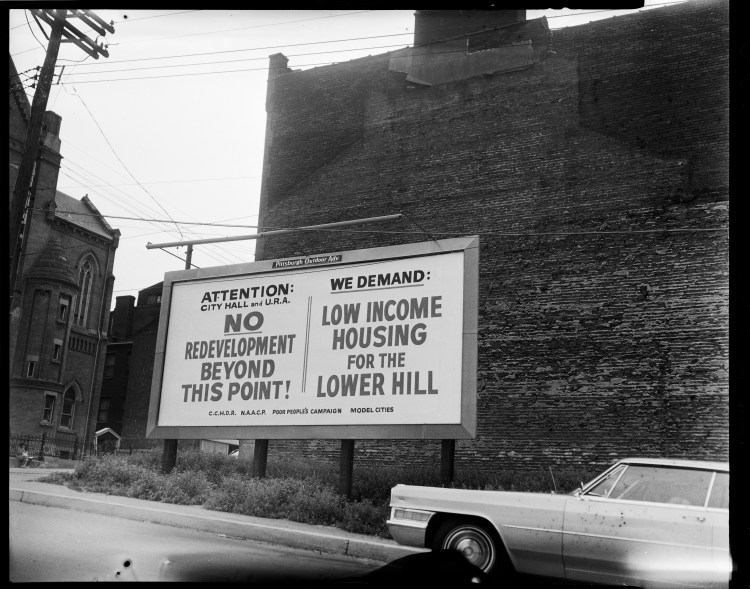 Pittsburgh Outdoor Adv.
ATTENTION:
CITY HALL and U.R.A.
NO
REDEVELOPMENT
BEYOND
THIS POINT!
WE DEMAND:
LOW INCOME
HOUSING
FOR THE
LOWER HILL
C.C.H.D.R. N.A.A.C.P. POOR PEOPLE'S CAMPAIGN MODEL CITIES